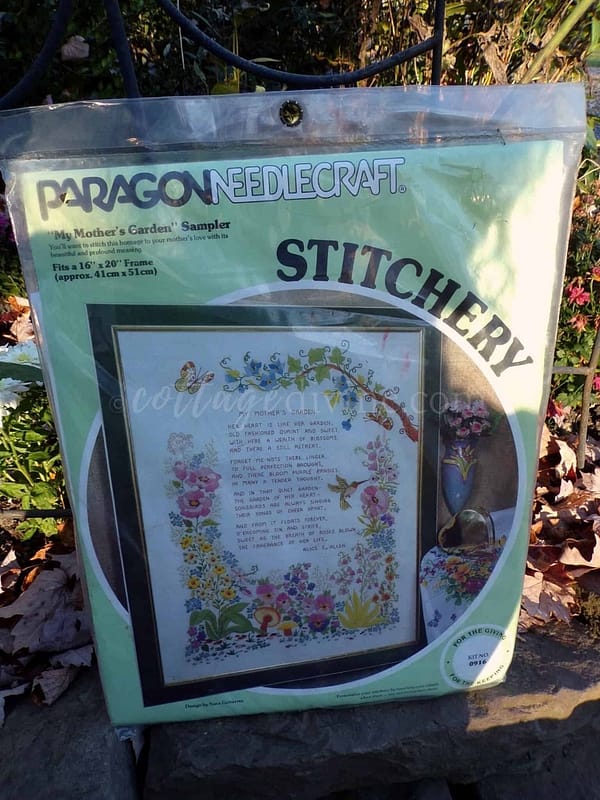 PARAGON NEEDLECRAFT®
"My Mother's Garden" Sampler
You'll want to stitch this homage to your mother's love with its
beautiful and profound meaning.
Fits a 16" x 20" Frame
(approx. 41cm x 51cm)
STITCHERY
MY MOTHER'S GARDEN
HER HEART IS LIKE HER GARDEN,
OLD FASHIONED QUAINT AND SWEET
WITH HERE A WEALTH OF BLOSSOMS
AND THERE A STILL RETREAT.
FORGET-ME-NOTS THERE LINGER,
TO FULL PERFECTION BROUGHT,
AND THERE BLOOM PURPLE PANSIES
IN MANY A TENDER THOUGHT.
AND IN THAT QUIET GARDEN-
THE GARDEN OF HER HEART-
SONGBIRDS ARE ALWAYS SINGING
THEIR SONGS OF CHEER APART;
AND FROM IT FLOATS FOREVER,
O'ERCOMING SIN AND STRIFE,
SWEET AS THE BREATH OF ROSES BLOWN
THE FRAGRANCE OF HER LIFE.
ALICE E. ALLEN
©cottagediving.com
FOR THE GIVING
KIT NO.
0916
FOR THE KEEPING